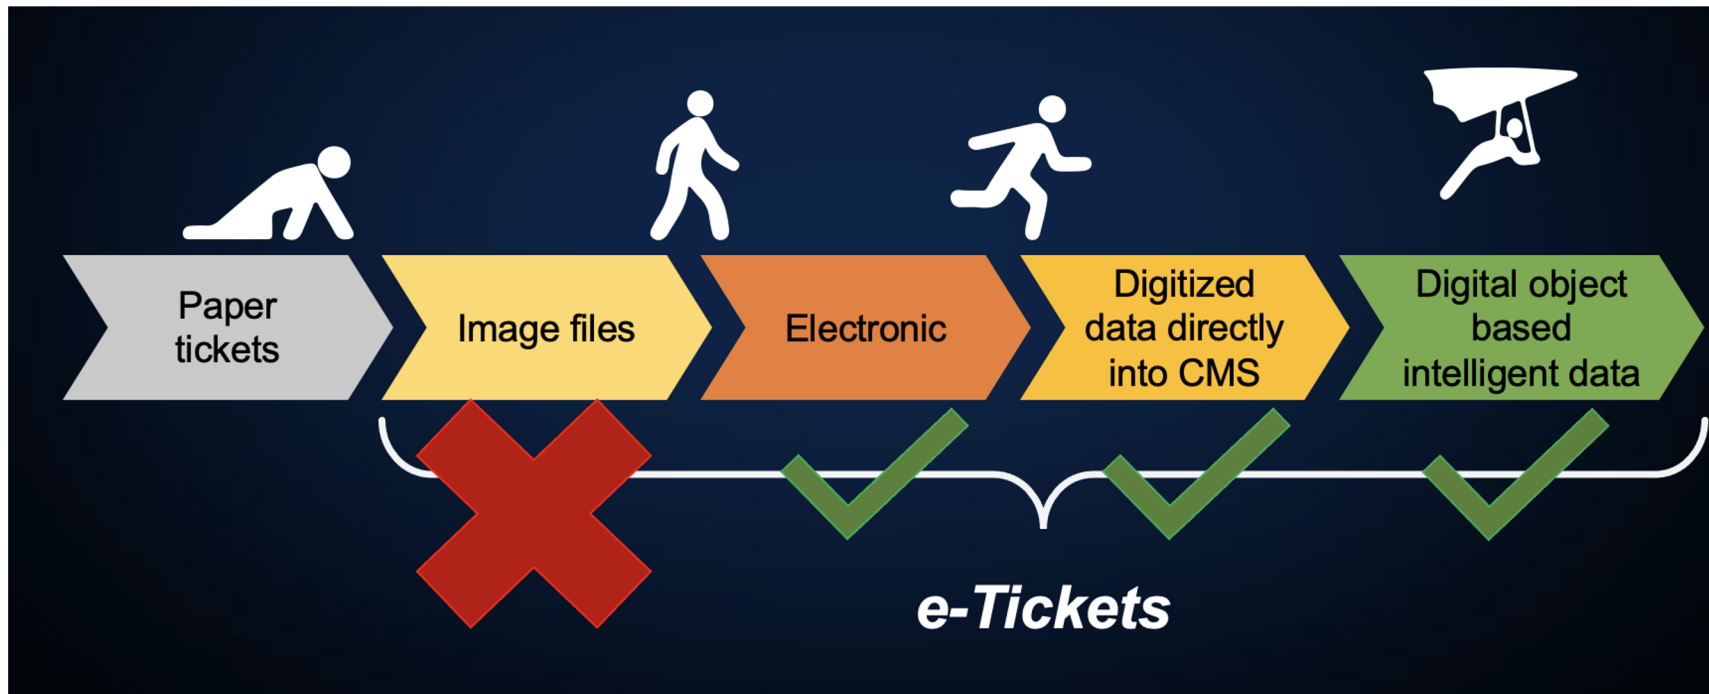 Paper
tickets
Image files
Electronic
Digitized
data directly
into CMS
Digital object
based
intelligent data
e-Tickets